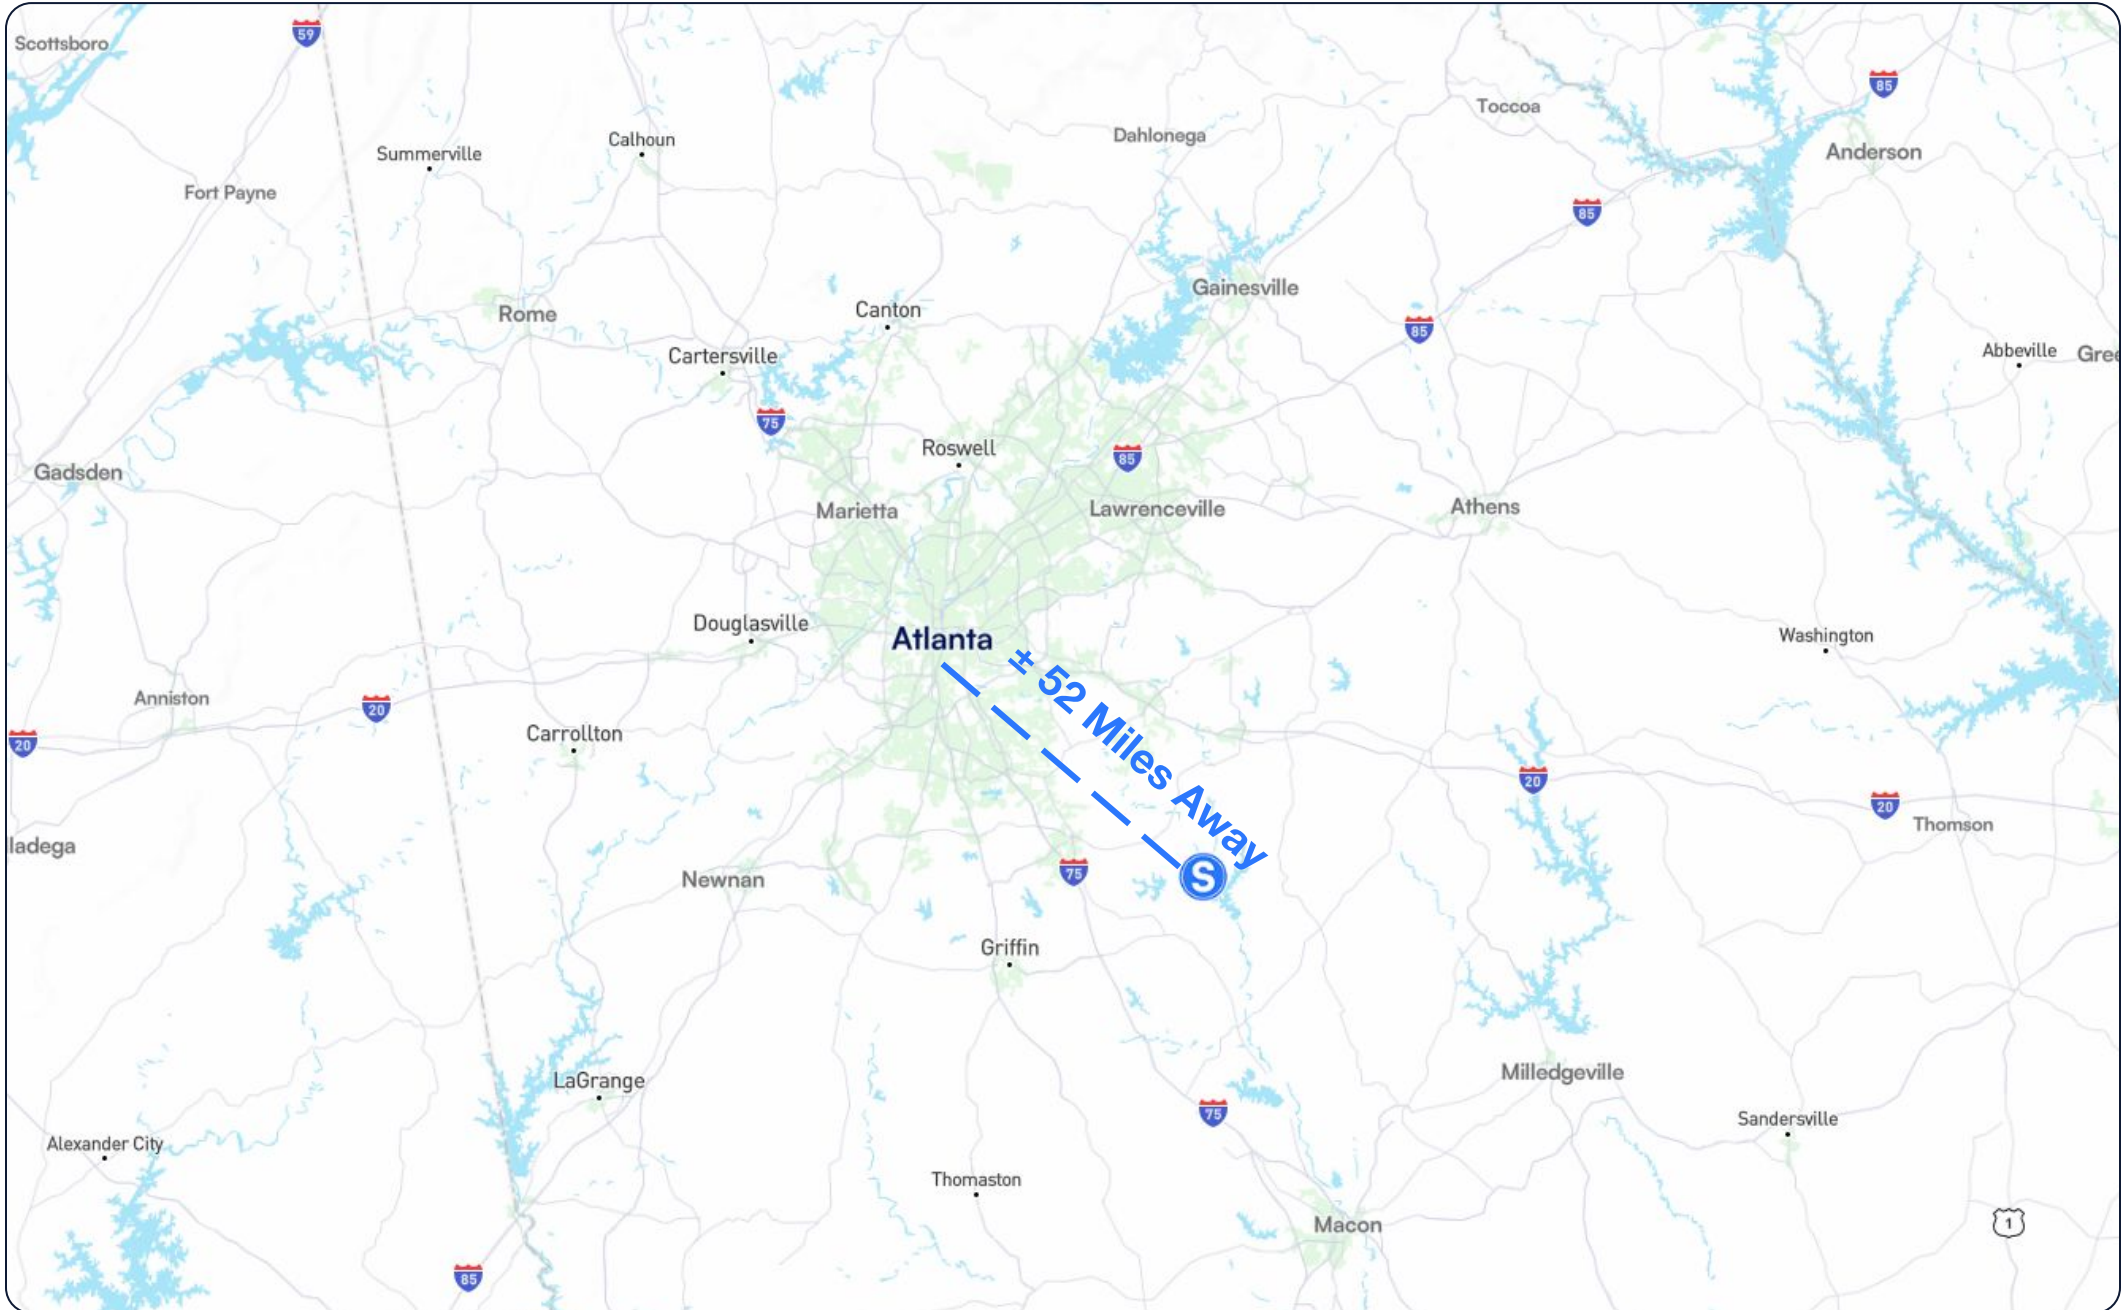 Scottsboro
59
85
Toccoa
Dahlonega
Calhoun
Summerville
Anderson
Fort Payne
85
Gainesville
Canton
Rome
85
Cartersville
Abbeville
Gree
75
Roswell
85
Gadsden
Marietta
Lawrenceville
Athens
Douglasville
Atlanta
Washington
± 52 Miles Away
Anniston
20
20
Carrollton
20
20
Thomson
ladega
Newnan
75
S
Griffin
LaGrange
Milledgeville
75
Sandersville
Alexander City
Thomaston
Macon
1
85